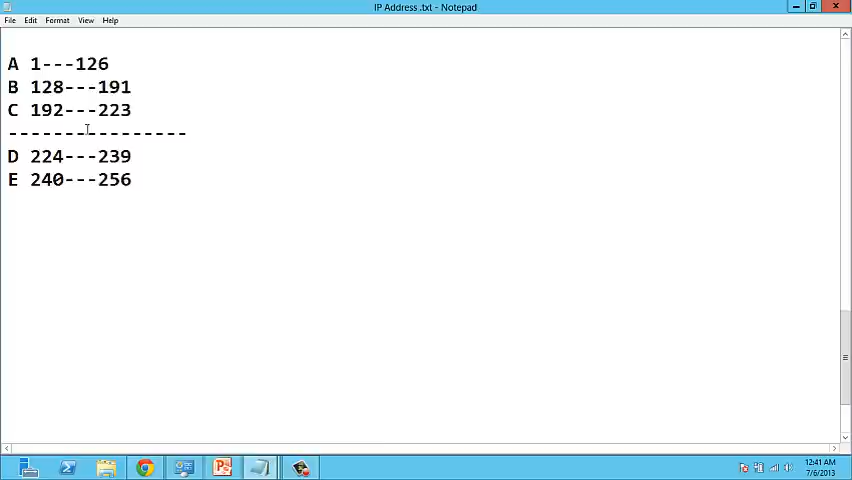 IP Address .txt - Notepad
File Edit Format View Help
A 1---126
B 128---191
C 192---223
----------------
D 224---239
E 240---256
12:41 AM
7/6/2013